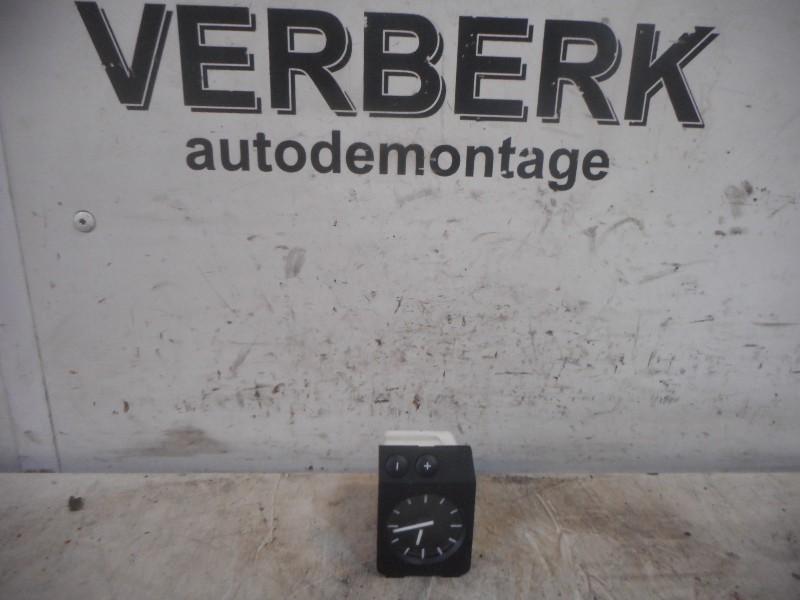 VERBERK
autodemontage
- +